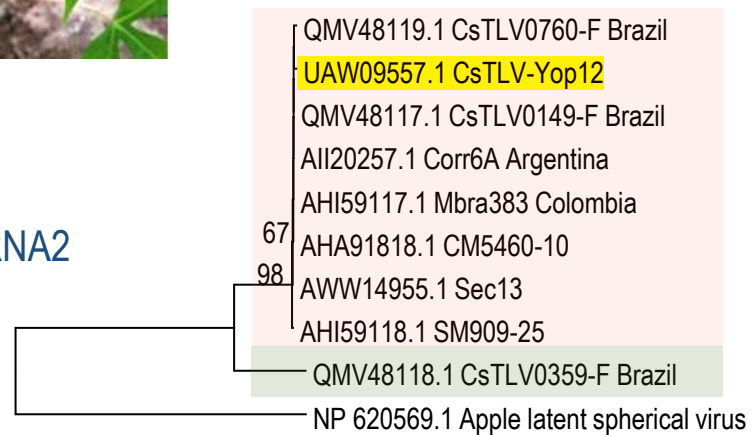 QMV48119.1 CsTLV0760-F Brazil
UAW09557.1 CsTLV-Yop12
QMV48117.1 CsTLV0149-F Brazil
AII20257.1 Corr6A Argentina
AHI59117.1 Mbra383 Colombia
67
AHA91818.1 CM5460-10
NA2
98
AWW14955.1 Sec13
AHI59118.1 SM909-25
QMV48118.1 CsTLV0359-F Brazil
NP 620569.1 Apple latent spherical virus